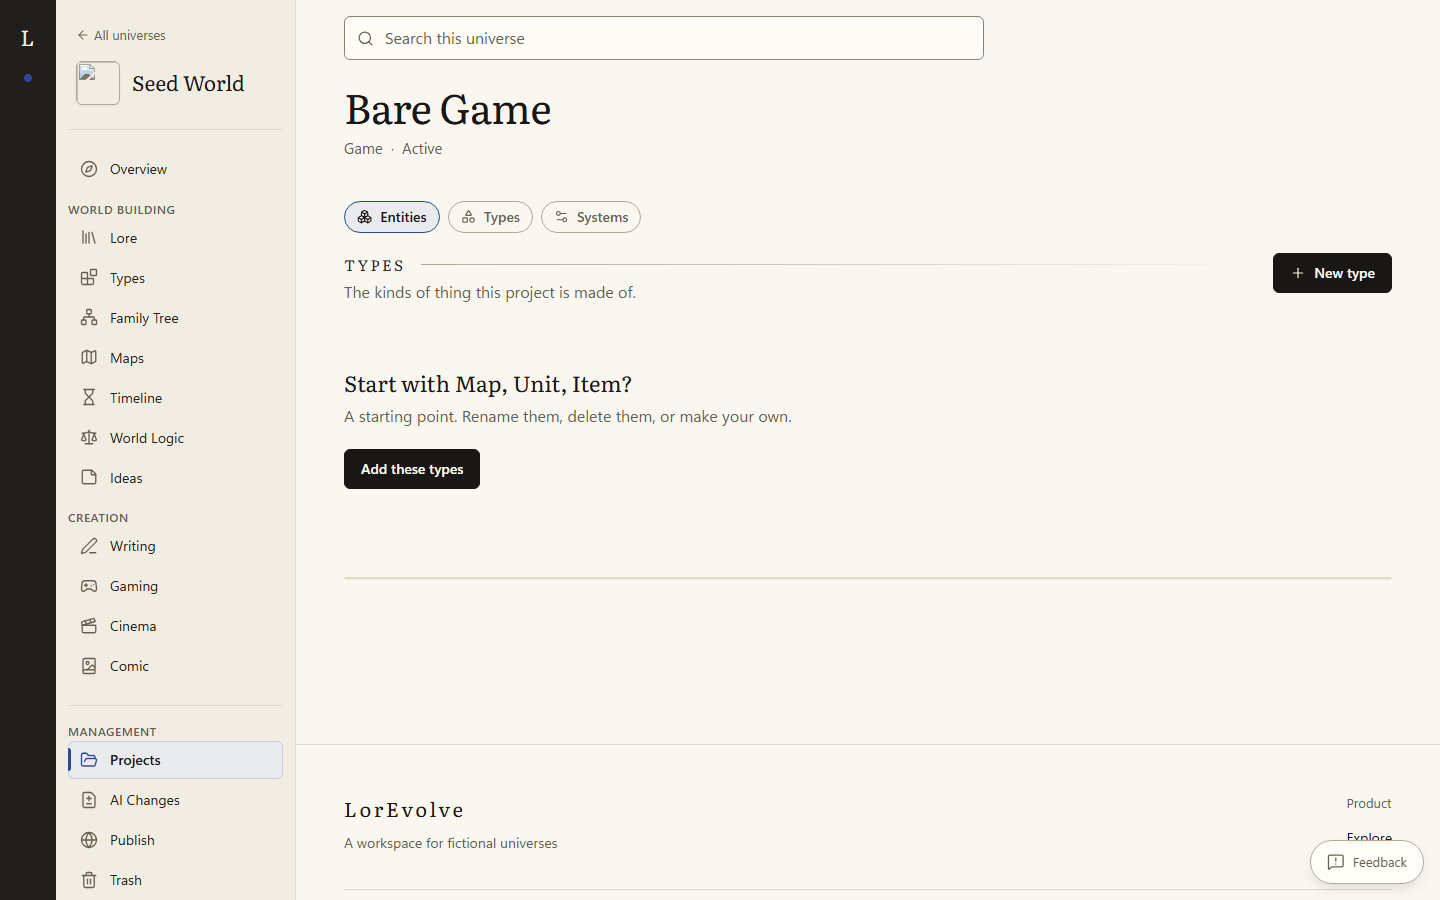 L
All universes
Seed World
Overview
WORLD BUILDING
Lore
Types
Family Tree
Maps
Timeline
World Logic
Ideas
CREATION
Writing
Gaming
Cinema
Comic
MANAGEMENT
Projects
AI Changes
Publish
Trash
Search this universe
Bare Game
Game · Active
Entities
Types
Systems
TYPES
The kinds of thing this project is made of.
New type
Start with Map, Unit, Item?
A starting point. Rename them, delete them, or make your own.
Add these types
LorEvolve
A workspace for fictional universes
Product
Explore
Feedback